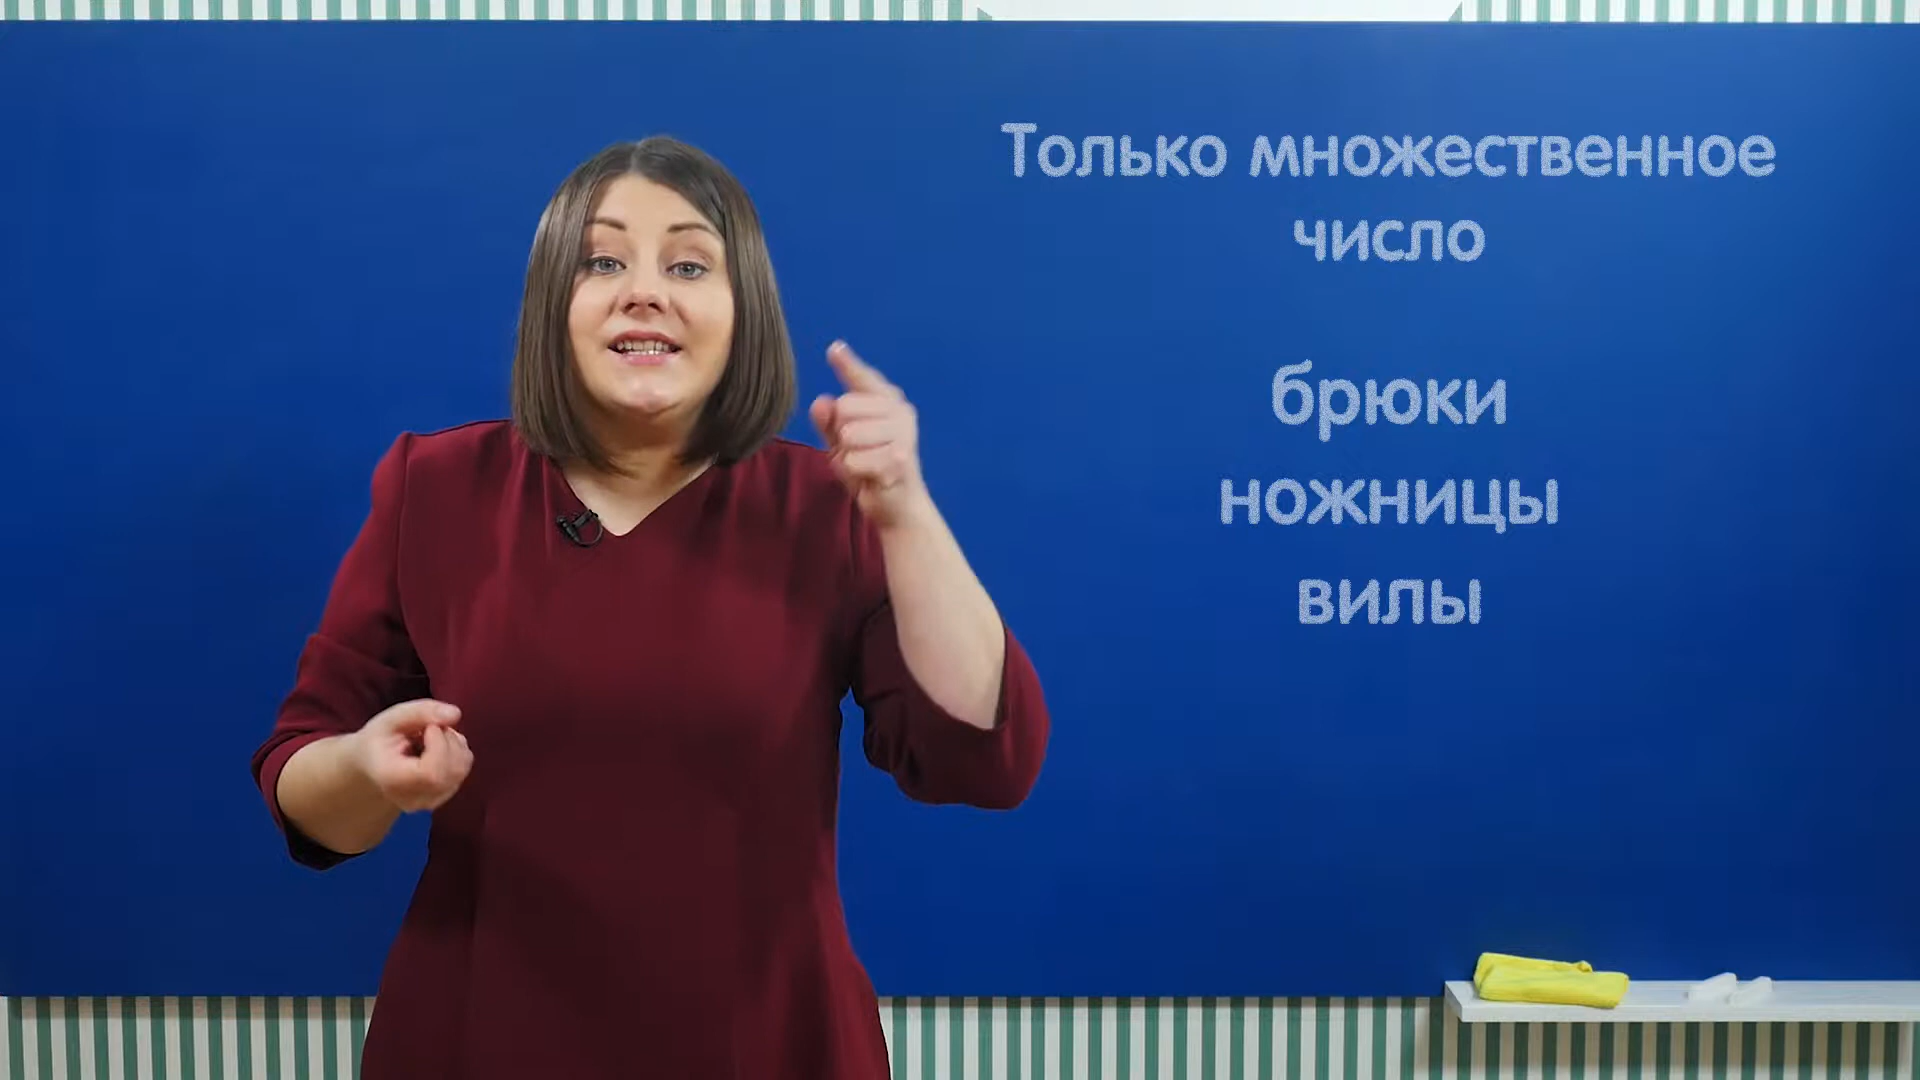 Только множественное
число
брюки
ножницы
вилы